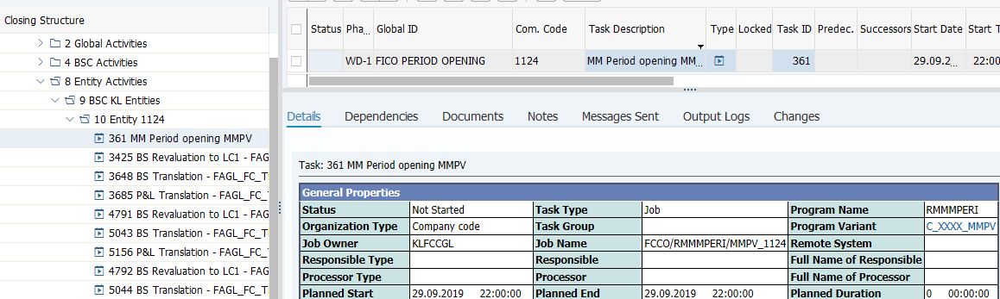 Closing Structure
2 Global Activities
4 BSC Activities
8 Entity Activities
9 BSC KL Entities
10 Entity 1124
361 MM Period opening MMPV
3425 BS Revaluation to LC1 - FAG
3648 BS Translation - FAGL_FC_T
3685 P&L Translation - FAGL_FC_
4791 BS Revaluation to LC1 - FAG
5043 BS Translation - FAGL_FC_T
5156 P&L Translation - FAGL_FC_
4792 BS Revaluation to LC1 - FAG
5044 BS Translation - FAGL_FC_T
Status Pha... Global ID Com. Code Task Description Type Locked Task ID Predec. Successors Start Date Start T
WD-1 FICO PERIOD OPENING 1124 MM Period opening MM... 361 29.09.2... 22:00
Details Dependencies Documents Notes Messages Sent Output Logs Changes
Task: 361 MM Period opening MMPV
General Properties
Status Not Started Task Type Job Program Name RMMMPERI
Organization Type Company code Task Group Program Variant C_XXXX_MMPV
Job Owner KLFCCGL Job Name FCCO/RMMMPERI/MMPV_1124 Remote System
Responsible Type Responsible Full Name of Responsible
Processor Type Processor Full Name of Processor
Planned Start 29.09.2019 22:00:00 Planned End 29.09.2019 22:00:00 Planned Duration 0 00:00:00